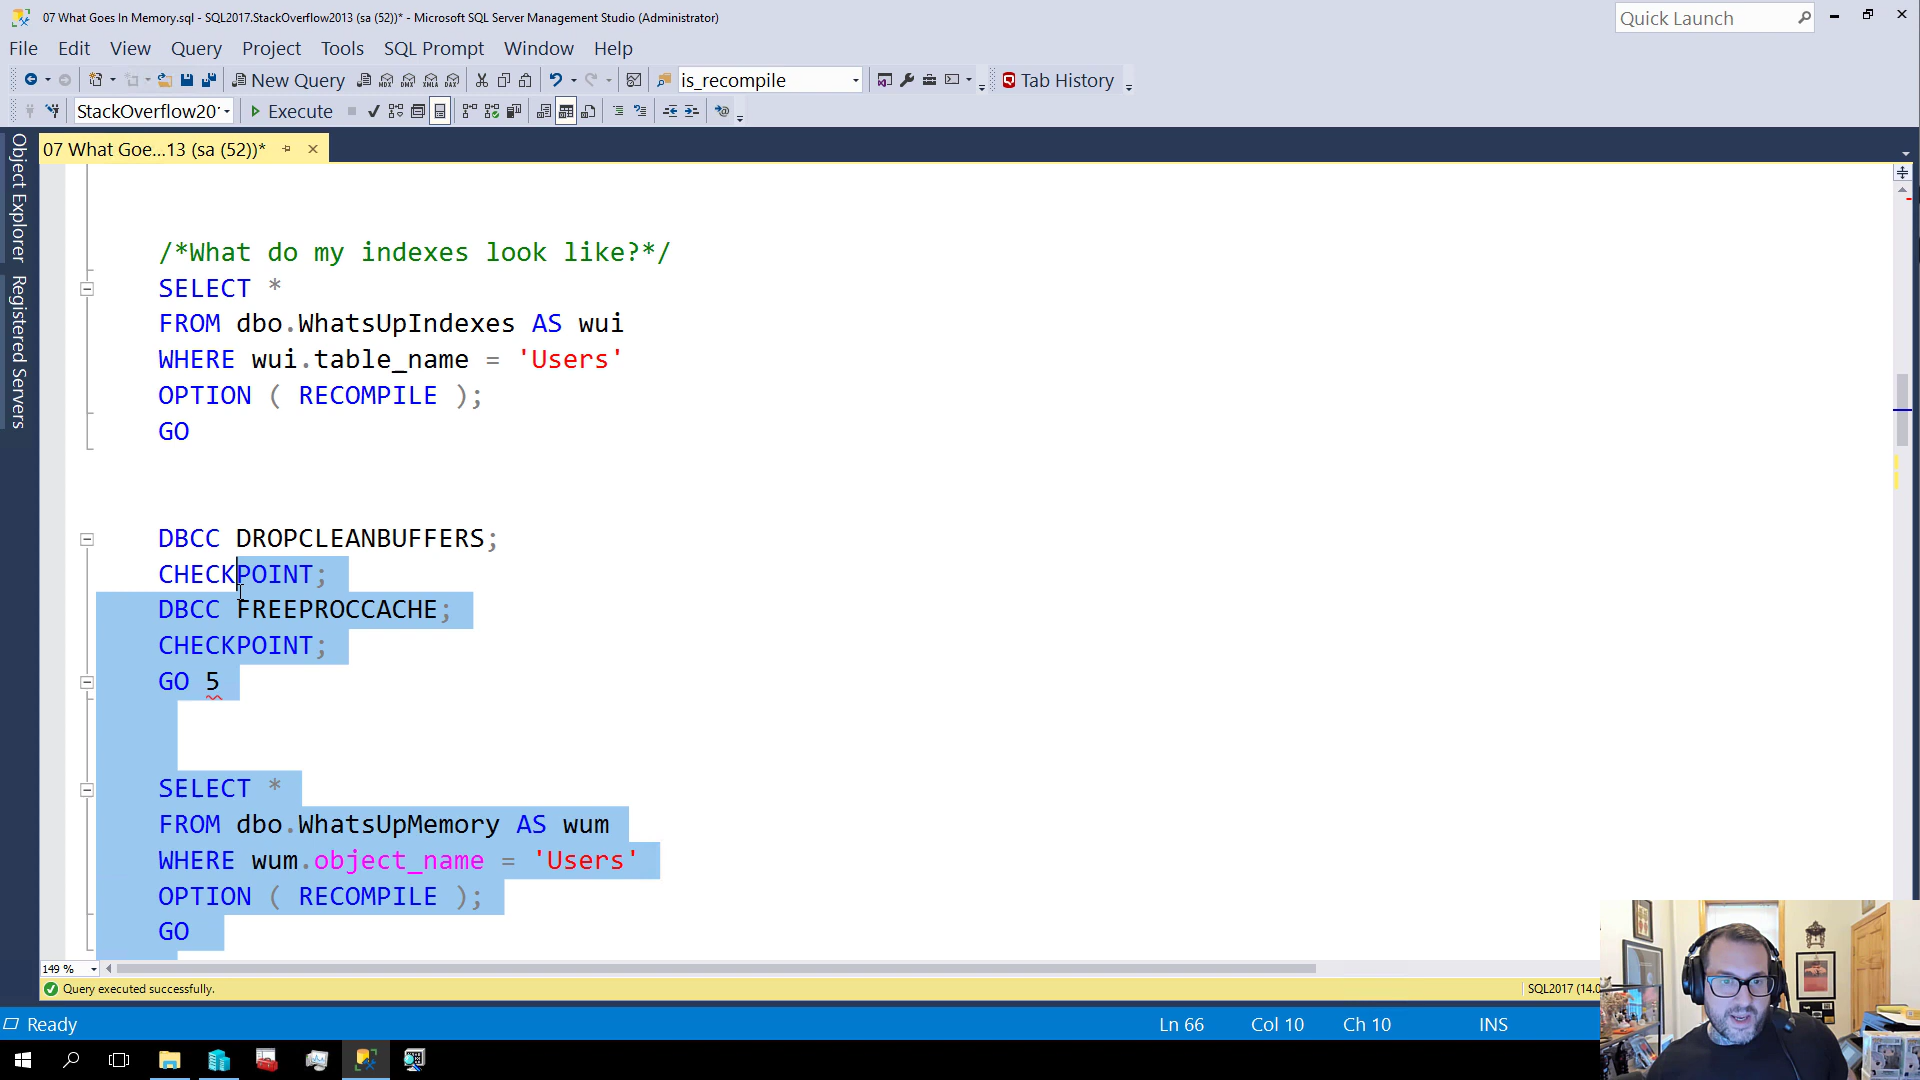 07 What Goes In Memory.sql - SQL2017.StackOverflow2013 (sa (52))* - Microsoft SQL Server Management Studio (Administrator)
Quick Launch
File Edit View Query Project Tools SQL Prompt Window Help
New Query
is_recompile
Tab History
StackOverflow20
Execute
07 What Goe...13 (sa (52))*
Object Explorer
Registered Servers
/*What do my indexes look like?*/
SELECT *
FROM dbo.WhatsUpIndexes AS wui
WHERE wui.table_name = 'Users'
OPTION ( RECOMPILE );
GO
DBCC DROPCLEANBUFFERS;
CHECKPOINT;
DBCC FREEPROCCACHE;
CHECKPOINT;
GO 5
SELECT *
FROM dbo.WhatsUpMemory AS wum
WHERE wum.object_name = 'Users'
OPTION ( RECOMPILE );
GO
149 %
Query executed successfully.
SQL2017 (14.0
Ready
Ln 66 Col 10 Ch 10 INS